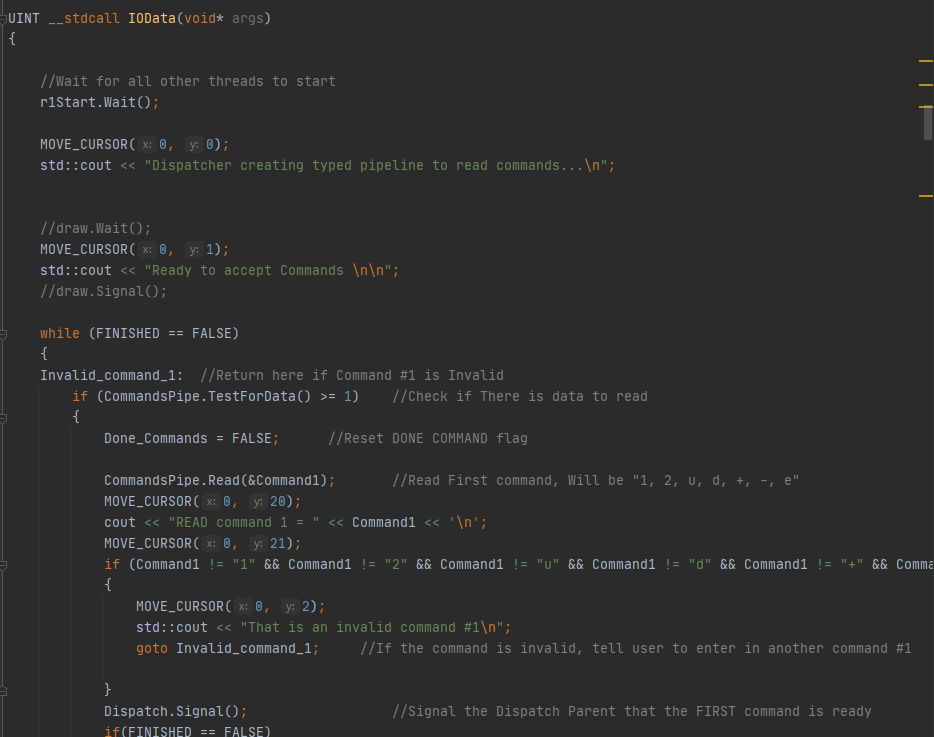 UINT __stdcall IOData(void* args)
{
//Wait for all other threads to start
r1Start.Wait();
MOVE_CURSOR( x: 0, y: 0);
std::cout << "Dispatcher creating typed pipeline to read commands...\n";
//draw.Wait();
MOVE_CURSOR( x: 0, y: 1);
std::cout << "Ready to accept Commands \n\n";
//draw.Signal();
while (FINISHED == FALSE)
{
Invalid_command_1: //Return here if Command #1 is Invalid
if (CommandsPipe.TestForData() >= 1) //Check if There is data to read
{
Done_Commands = FALSE; //Reset DONE COMMAND flag
CommandsPipe.Read(&Command1); //Read First command, Will be "1, 2, u, d, +, -, e"
MOVE_CURSOR( x: 0, y: 20);
cout << "READ command 1 = " << Command1 << '\n';
MOVE_CURSOR( x: 0, y: 21);
if (Command1 != "1" && Command1 != "2" && Command1 != "u" && Command1 != "d" && Command1 != "+" && Comma
{
MOVE_CURSOR( x: 0, y: 2);
std::cout << "That is an invalid command #1\n";
goto Invalid_command_1; //If the command is invalid, tell user to enter in another command #1
}
Dispatch.Signal(); //Signal the Dispatch Parent that the FIRST command is ready
if(FINISHED == FALSE)